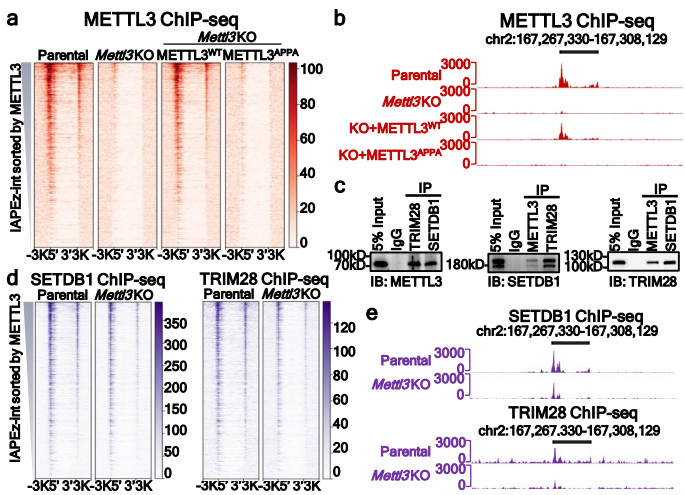 a
METTL3 ChIP-seq
Mettl3KO
Parental Mettl3KO METTL3WT METTL3APPA
IAPEz-int sorted by METTL3
100
80
60
40
20
0
-3K5' 3'3K -3K5' 3'3K -3K5' 3'3K -3K5' 3'3K
b
METTL3 ChIP-seq
chr2:167,267,330-167,308,129
Parental 3000 0
Mettl3KO 3000 0
KO+METTL3WT 3000 0
KO+METTL3APPA 3000 0
c
5% Input IgG IP TRIM28 SETDB1
100kD
70kD
IB: METTL3
5% Input IgG IP METTL3 TRIM28
180kD
IB: SETDB1
5% Input IgG IP METTL3 SETDB1
130kD
100kD
IB: TRIM28
d
SETDB1 ChIP-seq
Parental Mettl3KO
IAPEz-int sorted by METTL3
350
300
250
200
150
100
50
0
-3K5' 3'3K -3K5' 3'3K
TRIM28 ChIP-seq
Parental Mettl3KO
120
100
80
60
40
20
0
-3K5' 3'3K -3K5' 3'3K
e
SETDB1 ChIP-seq
chr2:167,267,330-167,308,129
Parental 3000 0
Mettl3KO 3000 0
TRIM28 ChIP-seq
chr2:167,267,330-167,308,129
Parental 3000 0
Mettl3KO 3000 0